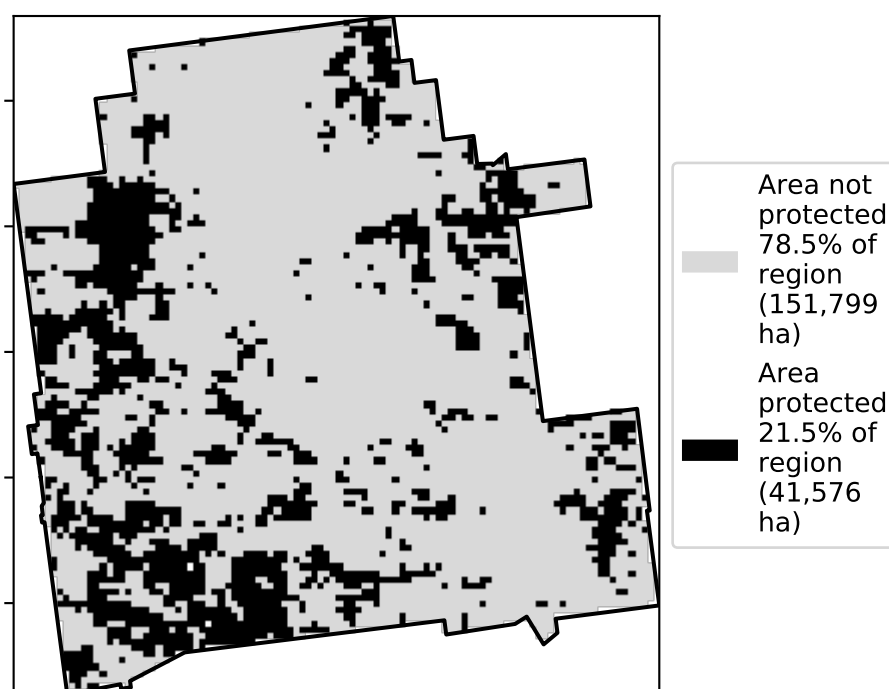 Area not
protected
78.5% of
region
(151,799
ha)
Area
protected
21.5% of
region
(41,576
ha)